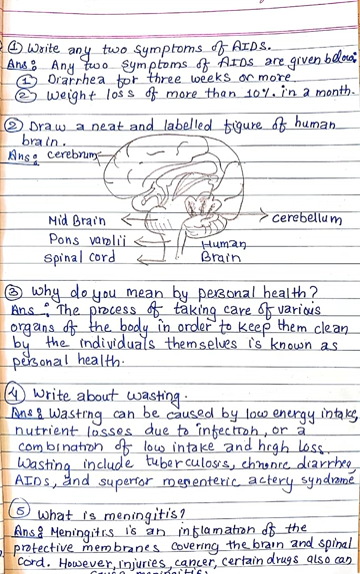 ① Write any two symptoms of AIDS.
Ans: Any two symptoms of AIDS are given below:
① Diarrhea for three weeks or more.
② Weight loss of more than 10% in a month.
② Draw a neat and labelled figure of human
brain.
Ans: cerebrum
Mid Brain
cerebellum
Pons varolii
Human
Spinal cord
Brain
③ Why do you mean by personal health?
Ans: The process of taking care of various
organs of the body in order to keep them clean
by the individuals themselves is known as
personal health.
④ Write about wasting.
Ans: Wasting can be caused by low energy intake,
nutrient losses due to infection, or a
combination of low intake and high loss.
Wasting include tuberculosis, chronic diarrhea,
AIDS, and superior mesenteric actery syndrome
⑤ What is meningitis?
Ans: Meningitis is an inflamation of the
protective membranes covering the brain and spinal
Cord. However, injuries, cancer, certain drugs also can
cause meningitis